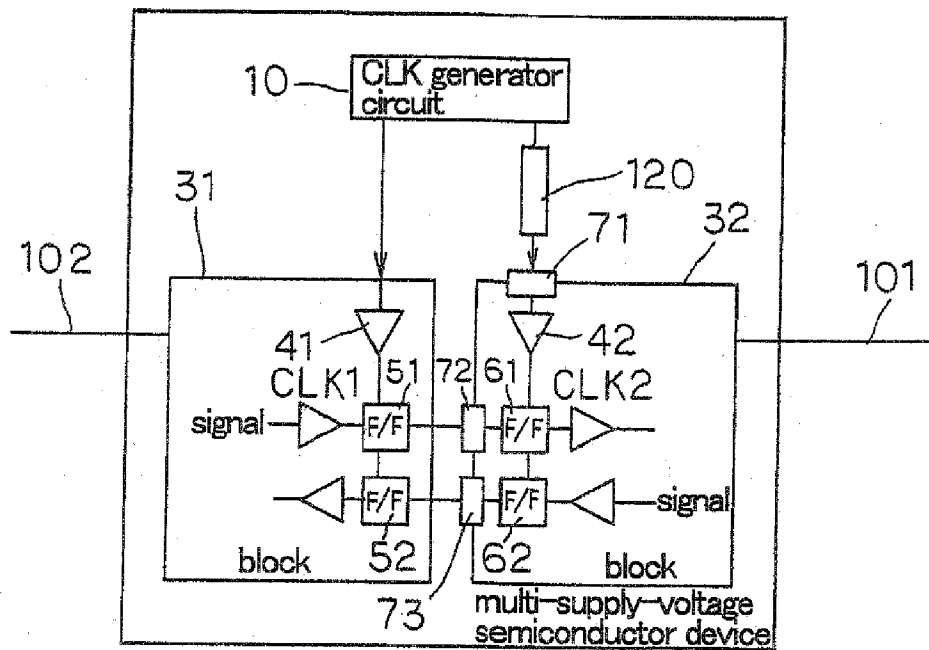 10
CLK generator
circuit
120
31
71
32
102
101
41
42
CLK1
51
72
61
CLK2
signal
F/F
F/F
F/F
F/F
signal
52
62
block
block
73
multi-supply-voltage
semiconductor device